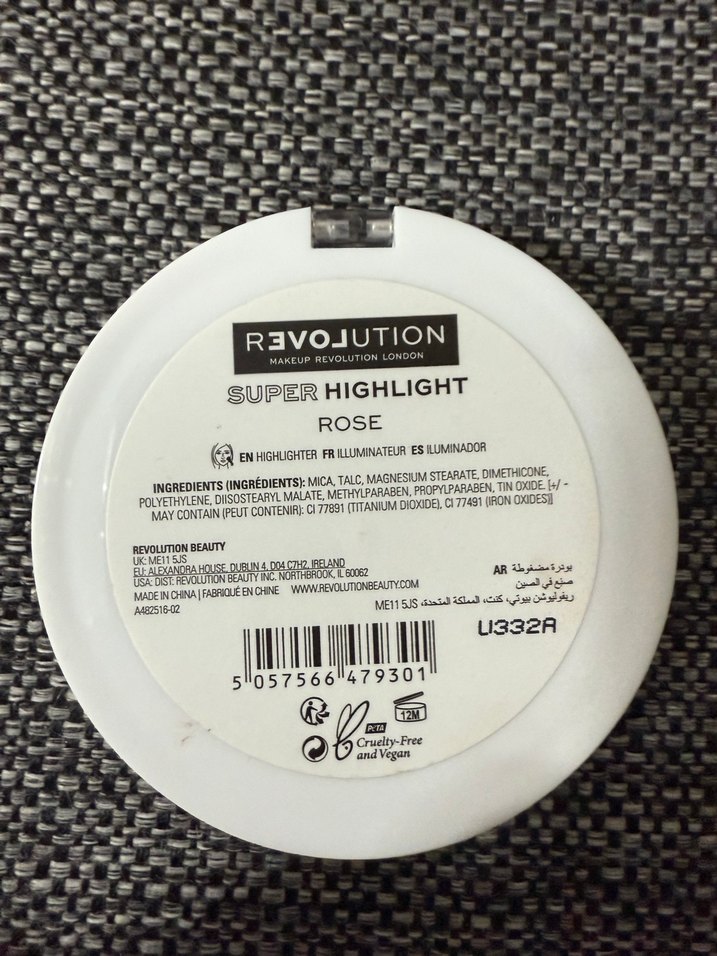 REVOLUTION
MAKEUP REVOLUTION LONDON
SUPER HIGHLIGHT
ROSE
EN HIGHLIGHTER FR ILLUMINATEUR ES ILUMINADOR
INGREDIENTS (INGRÉDIENTS): MICA, TALC, MAGNESIUM STEARATE, DIMETHICONE,
POLYETHYLENE, DIISOSTEARYL MALATE, METHYLPARABEN, PROPYLPARABEN, TIN OXIDE. [+/-
MAY CONTAIN (PEUT CONTENIR): CI 77891 (TITANIUM DIOXIDE), CI 77491 (IRON OXIDES)]
REVOLUTION BEAUTY
UK: ME11 5JS
EU: ALEXANDRA HOUSE, DUBLIN 4, D04 C7H2, IRELAND
USA: DIST: REVOLUTION BEAUTY INC. NORTHBROOK, IL 60062
MADE IN CHINA | FABRIQUÉ EN CHINE WWW.REVOLUTIONBEAUTY.COM
A482516-02
AR بودرة مضغوطة
صنع في الصين
ريفوليوشن بيوتي، كنت، المملكة المتحدة، ME11 5JS
U332A
5 057566 479301
12M
PETA
Cruelty-Free
and Vegan